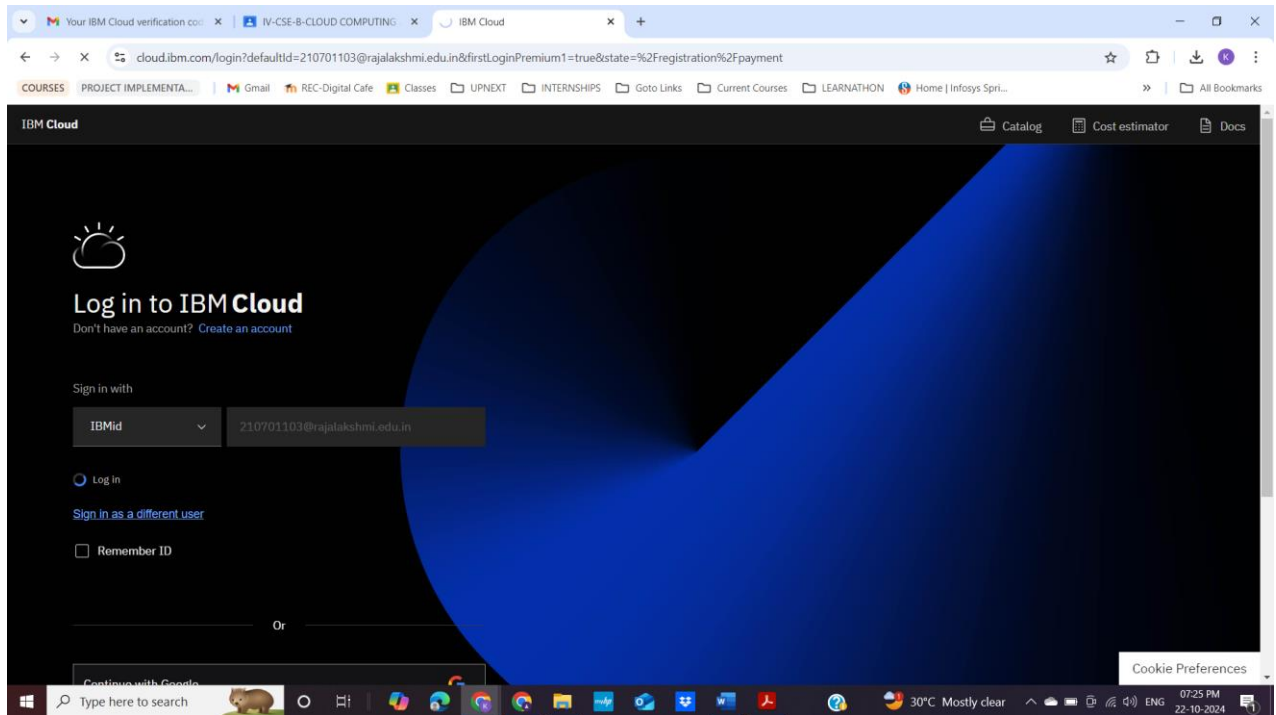 Your IBM Cloud verification cod
IV-CSE-B-CLOUD COMPUTING
IBM Cloud
cloud.ibm.com/login?defaultId=210701103@rajalakshmi.edu.in&firstLoginPremium1=true&state=%2Fregistration%2Fpayment
K
COURSES
PROJECT IMPLEMENTA...
Gmail
REC-Digital Cafe
Classes
UPNEXT
INTERNSHIPS
Goto Links
Current Courses
LEARNATHON
Home | Infosys Spri...
All Bookmarks
IBM Cloud
Catalog
Cost estimator
Docs
Log in to IBM Cloud
Don't have an account? Create an account
Sign in with
IBMid
210701103@rajalakshmi.edu.in
Log in
Sign in as a different user
Remember ID
Or
Continue with Google
Cookie Preferences
Type here to search
30°C Mostly clear
ENG
07:25 PM
22-10-2024